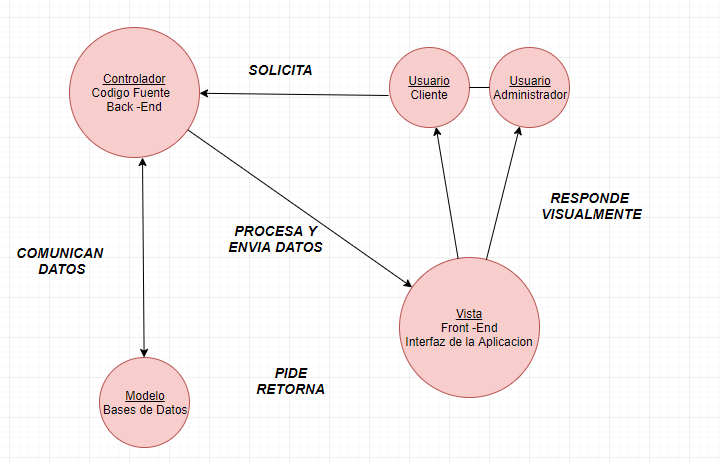 Controlador
Codigo Fuente
Back -End
SOLICITA
Usuario
Cliente
Usuario
Administrador
RESPONDE
VISUALMENTE
PROCESA Y
ENVIA DATOS
COMUNICAN
DATOS
Vista
Front -End
Interfaz de la Aplicacion
Modelo
Bases de Datos
PIDE
RETORNA